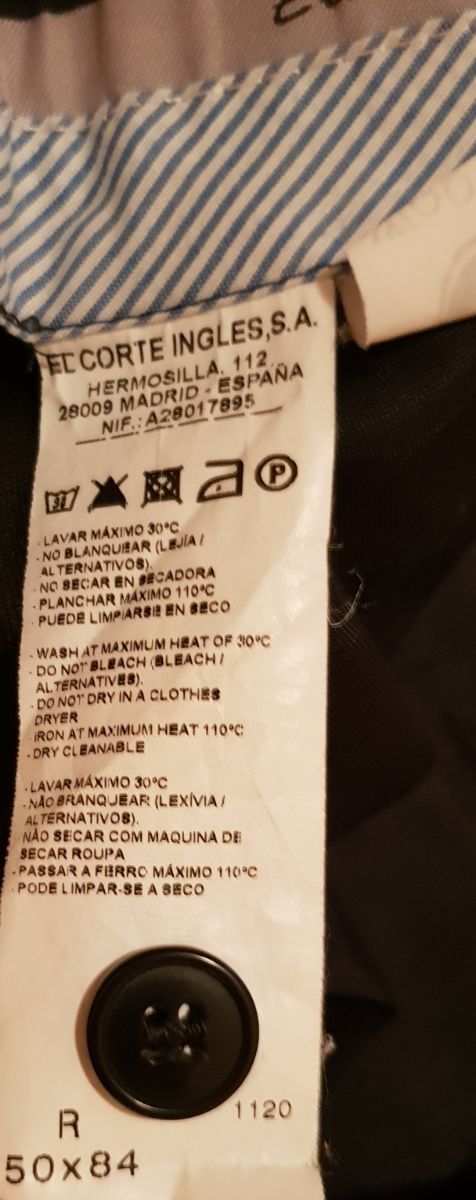 EL CORTE INGLES,S.A.
HERMOSILLA, 112
28009 MADRID - ESPAÑA
NIF.: A28017895
30 P
- LAVAR MÁXIMO 30°C
- NO BLANQUEAR (LEJIA /
ALTERNATIVOS).
- NO SECAR EN SECADORA
- PLANCHAR MÁXIMO 110°C
- PUEDE LIMPIARSE EN SECO
- WASH AT MAXIMUM HEAT OF 30°C
- DO NOT BLEACH (BLEACH /
ALTERNATIVES).
- DO NOT DRY IN A CLOTHES
DRYER
- IRON AT MAXIMUM HEAT 110°C
- DRY CLEANABLE
- LAVAR MÁXIMO 30°C
- NÃO BRANQUEAR (LEXÍVIA /
ALTERNATIVOS).
- NÃO SECAR COM MAQUINA DE
SECAR ROUPA
- PASSAR A FERRO MÁXIMO 110°C
- PODE LIMPAR-SE A SECO
1120
R
50x84